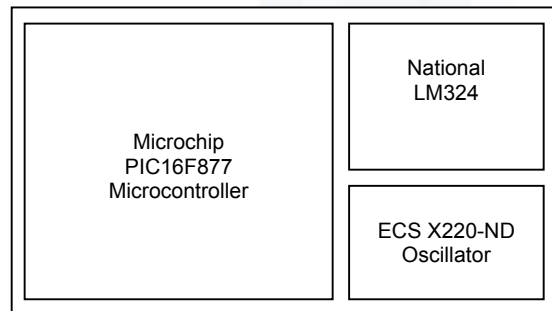 Microchip
PIC16F877
Microcontroller
National
LM324
ECS X220-ND
Oscillator